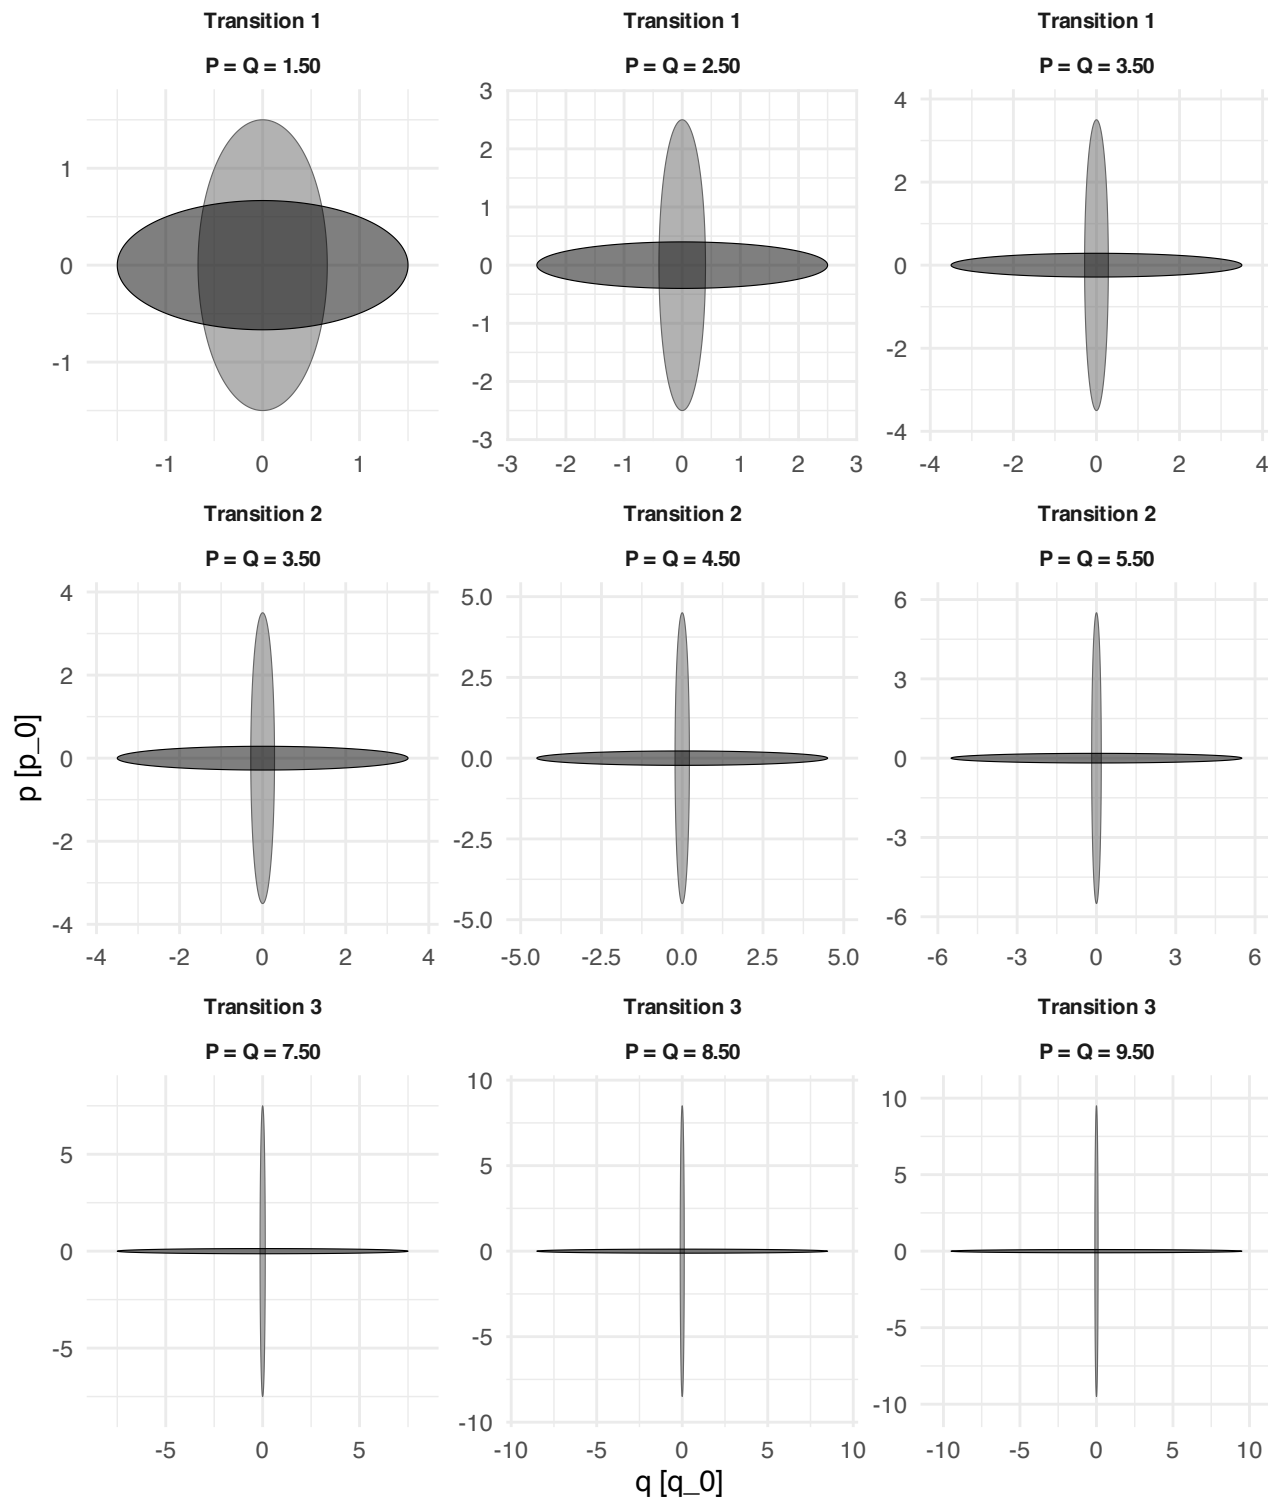 Transition 1
Transition 1
Transition 1
P = Q = 1.50
P = Q = 2.50
P = Q = 3.50
1
0
-1
-1 0 1
3
2
1
0
-1
-2
-3
-3 -2 -1 0 1 2 3
4
2
0
-2
-4
-4 -2 0 2 4
Transition 2
Transition 2
Transition 2
P = Q = 3.50
P = Q = 4.50
P = Q = 5.50
p [p_0]
4
2
0
-2
-4
-4 -2 0 2 4
5.0
2.5
0.0
-2.5
-5.0
-5.0 -2.5 0.0 2.5 5.0
6
3
0
-3
-6
-6 -3 0 3 6
Transition 3
Transition 3
Transition 3
P = Q = 7.50
P = Q = 8.50
P = Q = 9.50
5
0
-5
-5 0 5
10
5
0
-5
-10
-10 -5 0 5 10
10
5
0
-5
-10
-10 -5 0 5 10
q [q_0]